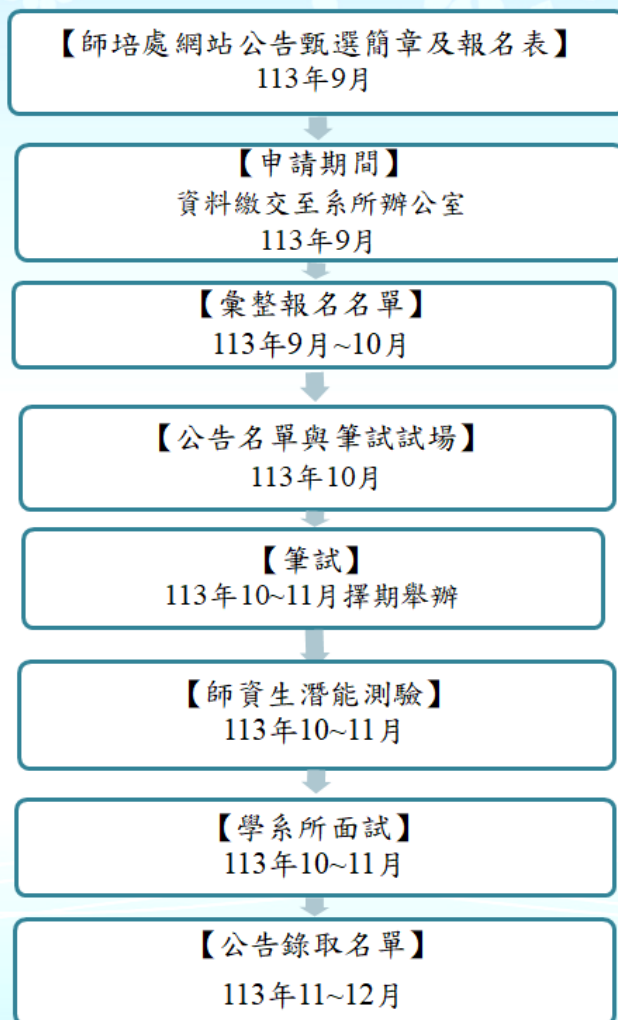 【師培處網站公告甄選簡章及報名表】
113年9月
【申請期間】
資料繳交至系所辦公室
113年9月
【彙整報名名單】
113年9月~10月
【公告名單與筆試試場】
113年10月
【筆試】
113年10~11月擇期舉辦
【師資生潛能測驗】
113年10~11月
【學系所面試】
113年10~11月
【公告錄取名單】
113年11~12月